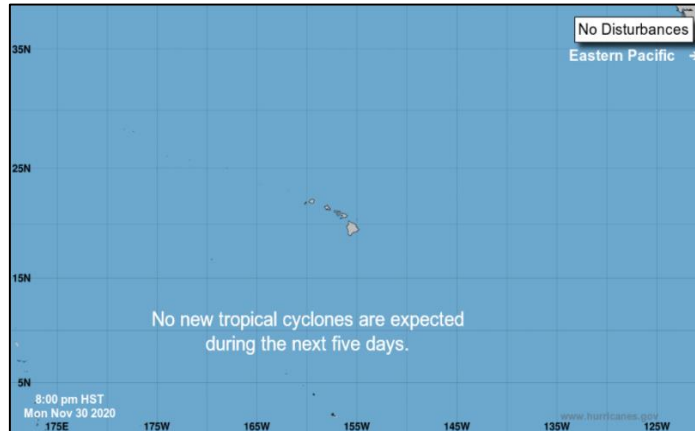 No Disturbances
35N
Eastern Pacific →
25N
15N
No new tropical cyclones are expected
during the next five days.
5N
8:00 pm HST
Mon Nov 30 2020
www.hurricanes.gov
175E 175W 165W 155W 145W 135W 125W